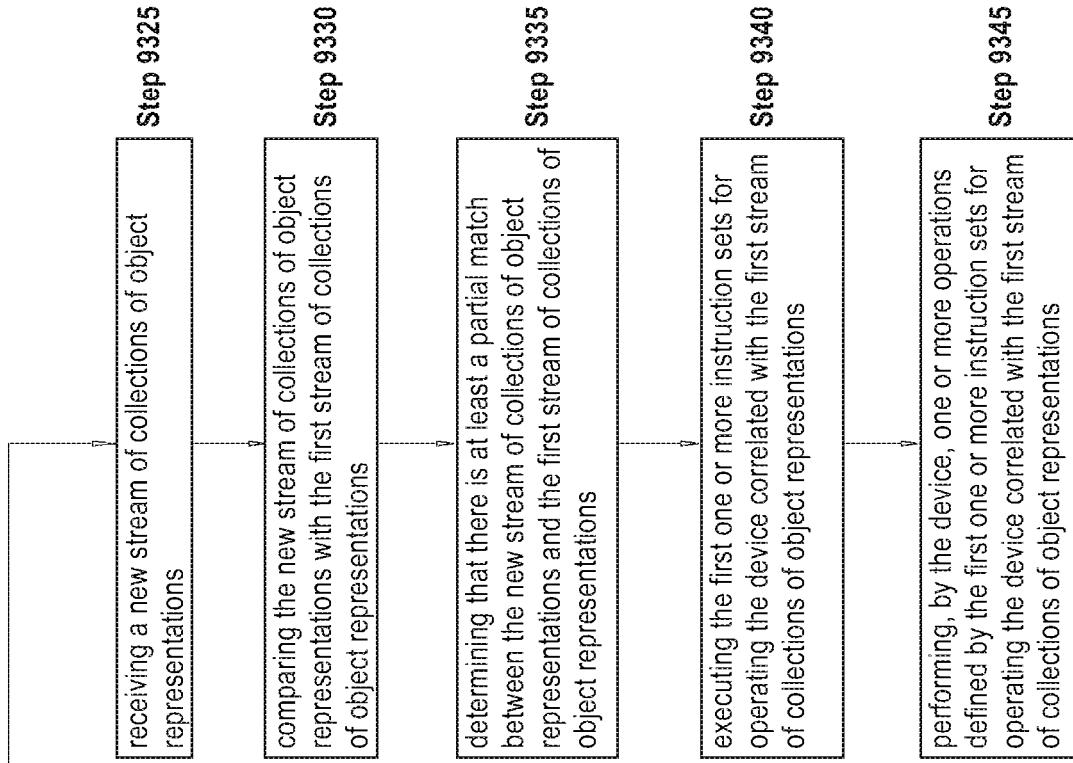 receiving a new stream of collections of object
representations
Step 9325
comparing the new stream of collections of object
representations with the first stream of collections
of object representations
Step 9330
determining that there is at least a partial match
between the new stream of collections of object
representations and the first stream of collections of
object representations
Step 9335
executing the first one or more instruction sets for
operating the device correlated with the first stream
of collections of object representations
Step 9340
performing, by the device, one or more operations
defined by the first one or more instruction sets for
operating the device correlated with the first stream
of collections of object representations
Step 9345